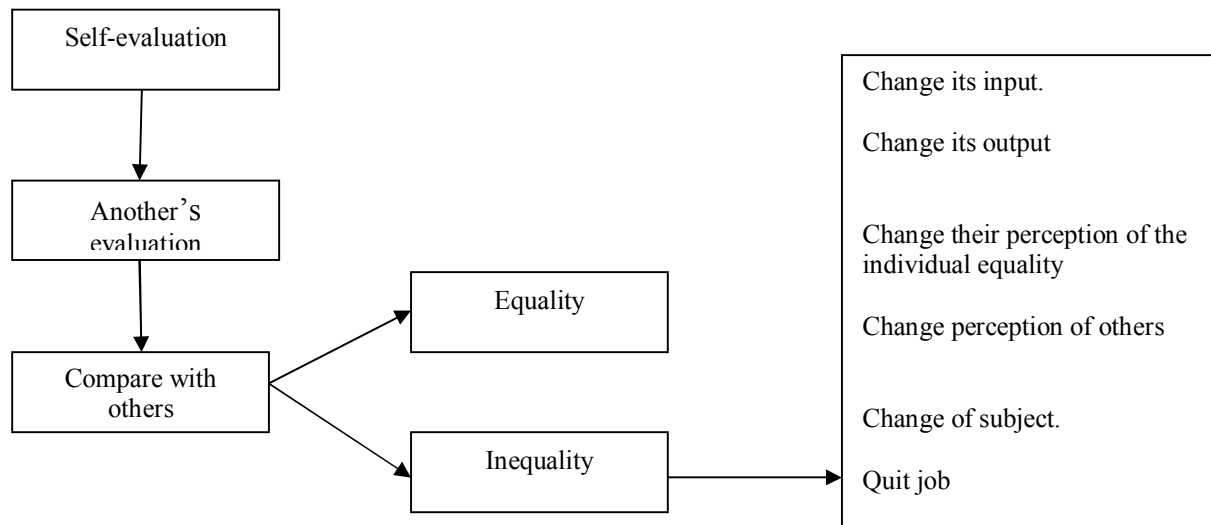 Self-evaluation
Another’s
evaluation
Compare with
others
Equality
Inequality
Change its input.
Change its output
Change their perception of the
individual equality
Change perception of others
Change of subject.
Quit job